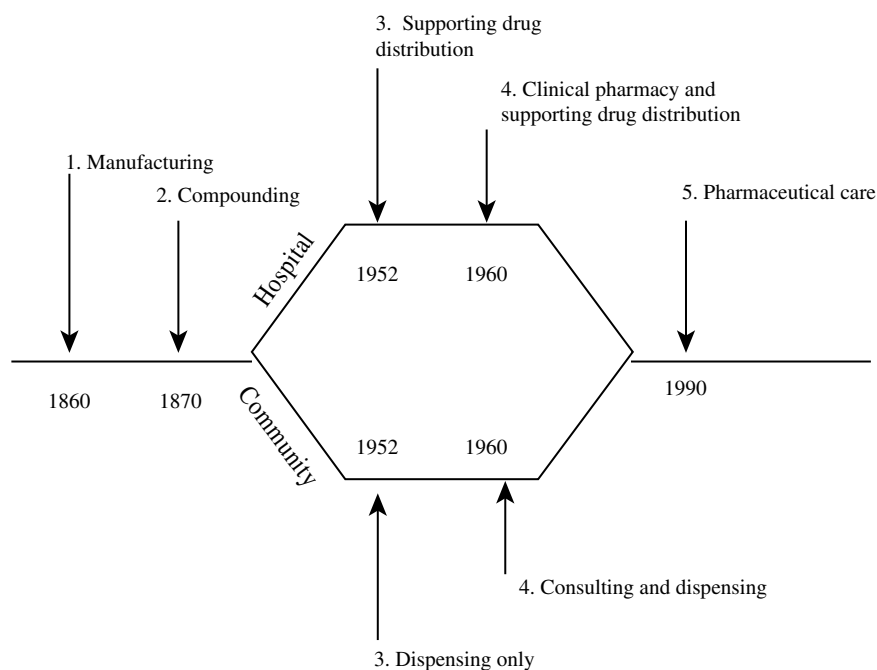 3. Supporting drug
distribution
4. Clinical pharmacy and
supporting drug distribution
1. Manufacturing
2. Compounding
5. Pharmaceutical care
Hospital
1952
1960
1860
1870
1990
Community
1952
1960
4. Consulting and dispensing
3. Dispensing only